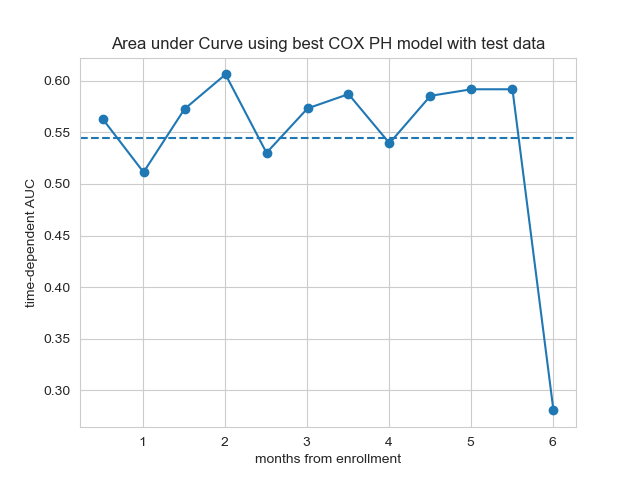 Area under Curve using best COX PH model with test data
0.60
0.55
0.50
0.45
0.40
0.35
0.30
time-dependent AUC
1 2 3 4 5 6
months from enrollment